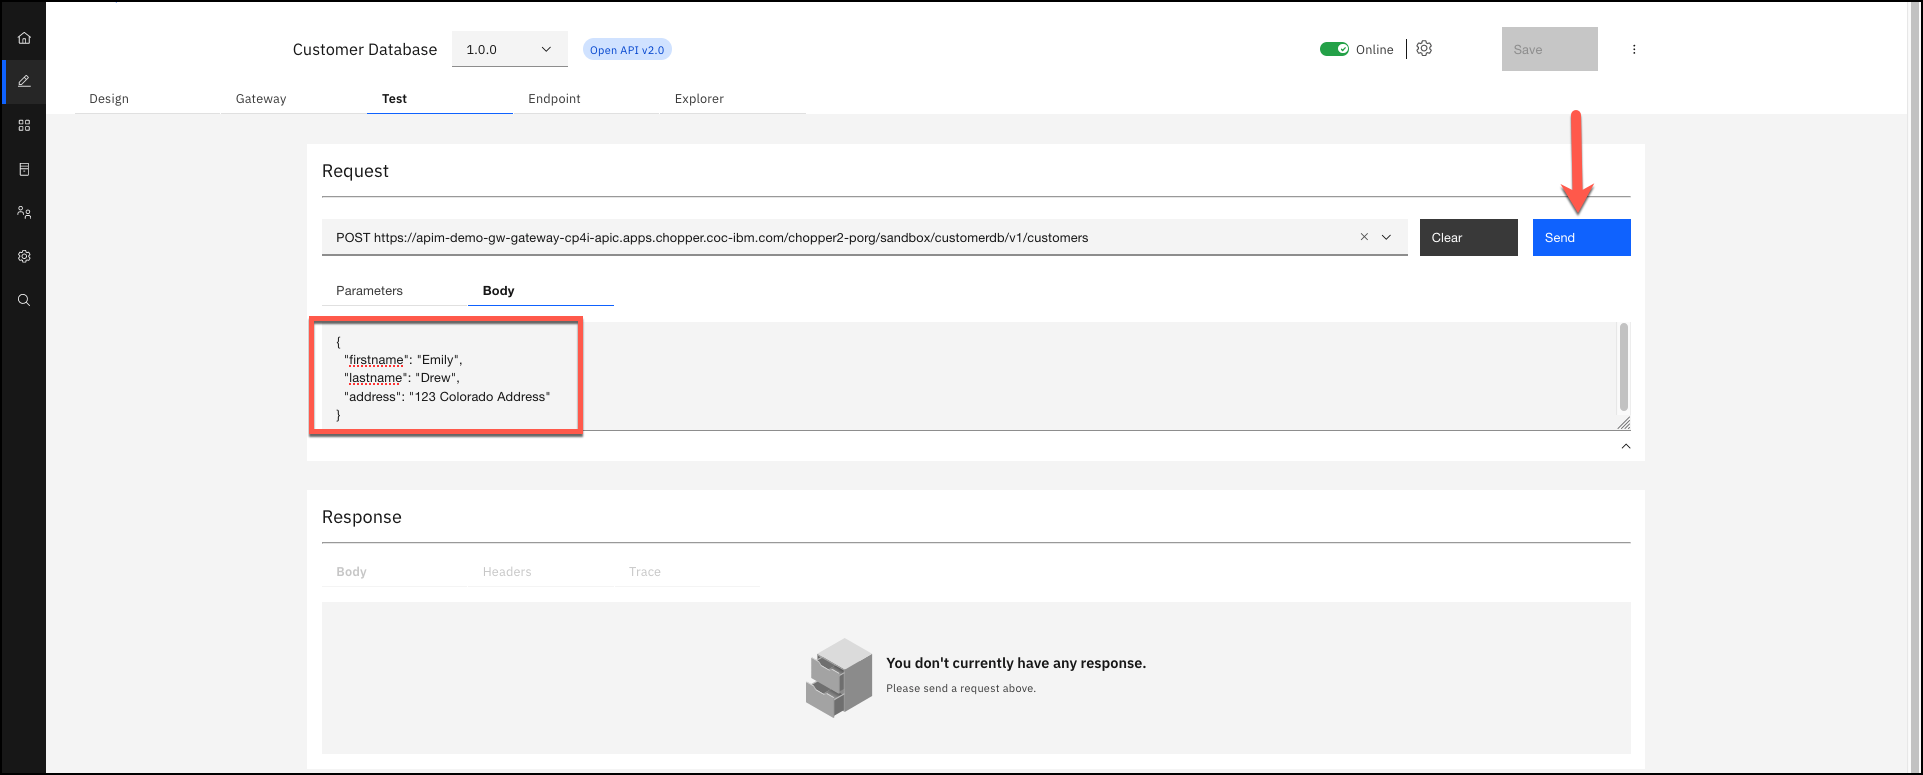 Customer Database
1.0.0
Open API v2.0
Online
Save
Design
Gateway
Test
Endpoint
Explorer
Request
POST https://apim-demo-gw-gateway-cp4i-apic.apps.chopper.coc-ibm.com/chopper2-porg/sandbox/customerdb/v1/customers
Clear
Send
Parameters
Body
{
"firstname": "Emily",
"lastname": "Drew",
"address": "123 Colorado Address"
}
Response
Body
Headers
Trace
You don't currently have any response.
Please send a request above.